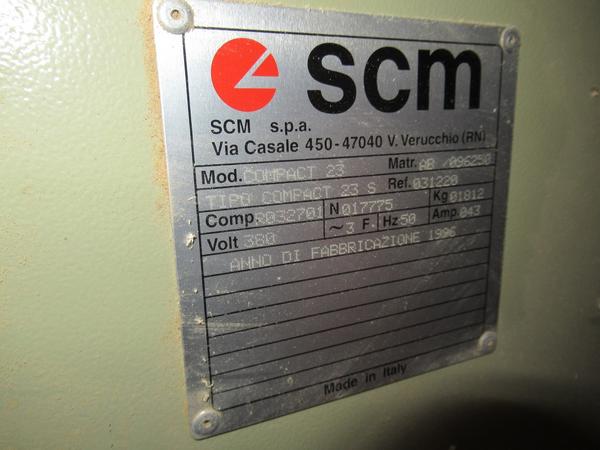 scm
SCM s.p.a.
Via Casale 450-47040 V. Verucchio (RN)
Mod. COMPACT 23 Matr. AB /096250
TIPO COMPACT 23 S Ref. 031220
Comp. 2032701 N 017775 Kg 01812
Volt 380 ~ 3 F. Hz 50 Amp. 043
ANNO DI FABBRICAZIONE 1996
Made in Italy